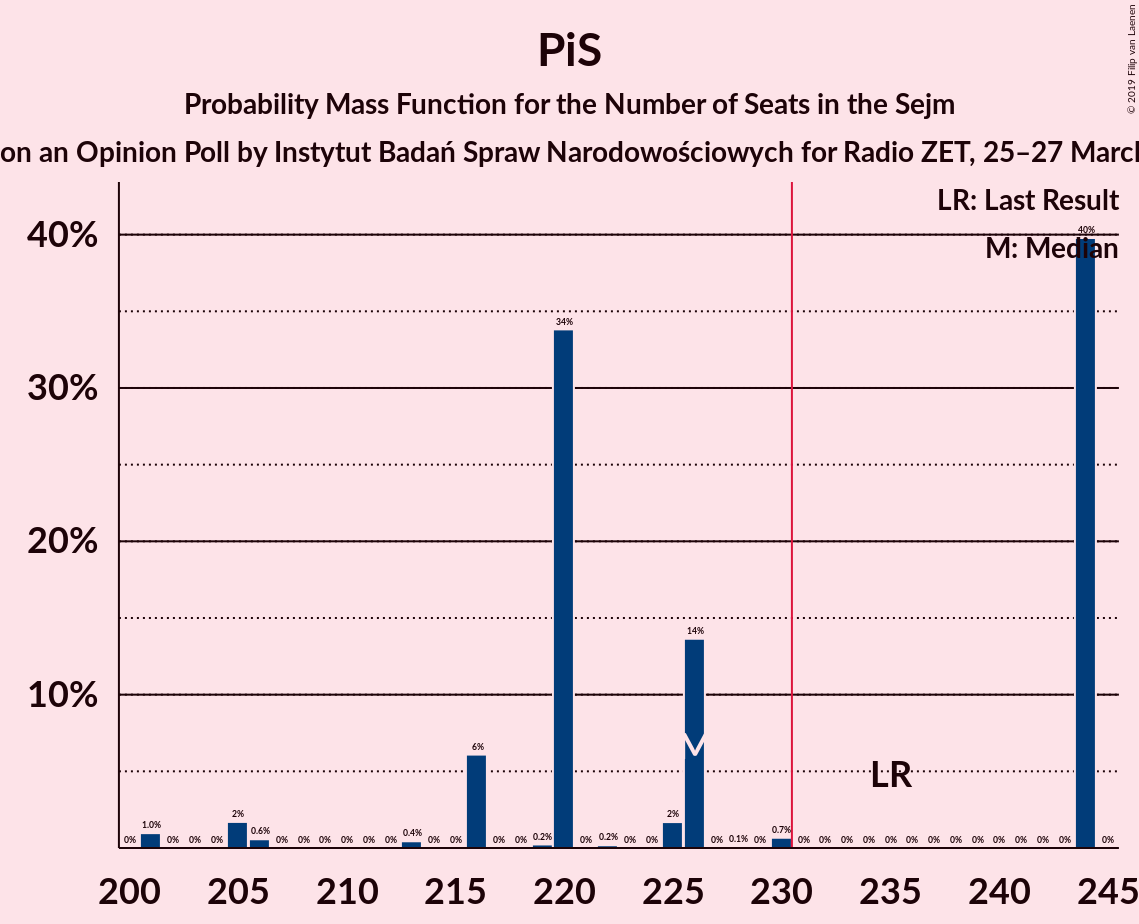 PiS
Probability Mass Function for the Number of Seats in the Sejm
on an Opinion Poll by Instytut Badań Spraw Narodowościowych for Radio ZET, 25–27 March
© 2019 Filip van Laenen
LR: Last Result
M: Median
40%
30%
20%
10%
0% 1.0% 0% 0% 0% 2% 0.6% 0% 0% 0% 0% 0% 0% 0.4% 0% 0% 6% 0% 0% 0.2% 34% 0% 0.2% 0% 0% 2% 14% 0% 0.1% 0% 0.7% 0% 0% 0% 0% 0% 0% 0% 0% 0% 0% 0% 0% 0% 40% 0%
LR
200 205 210 215 220 225 230 235 240 245